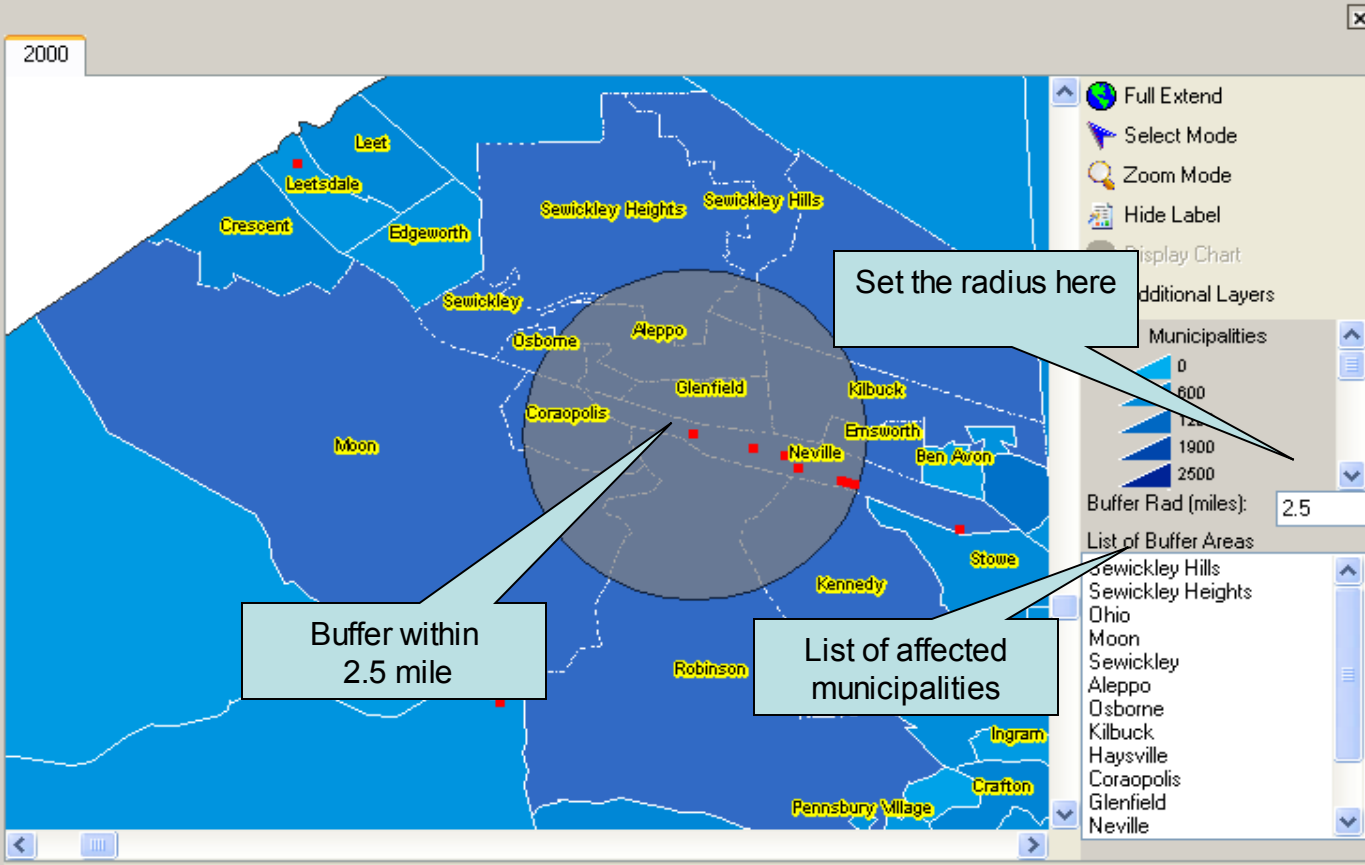 2000
Full Extend
Select Mode
Zoom Mode
Hide Label
Display Chart
dditional Layers
Set the radius here
Municipalities
0
600
1900
2500
Buffer Rad (miles):
2.5
List of Buffer Areas
Sewickley Hills
Sewickley Heights
Ohio
Moon
Sewickley
Aleppo
Osborne
Kilbuck
Haysville
Coraopolis
Glenfield
Neville
Leet
Leetsdale
Crescent
Edgeworth
Sewickley Heights
Sewickley Hills
Sewickley
Osborne
Aleppo
Glenfield
Kilbuck
Coraopolis
Emsworth
Moon
Neville
Ben Avon
Stowe
Kennedy
Buffer within
2.5 mile
List of affected
municipalities
Robinson
Ingram
Crafton
Pennsbury Village